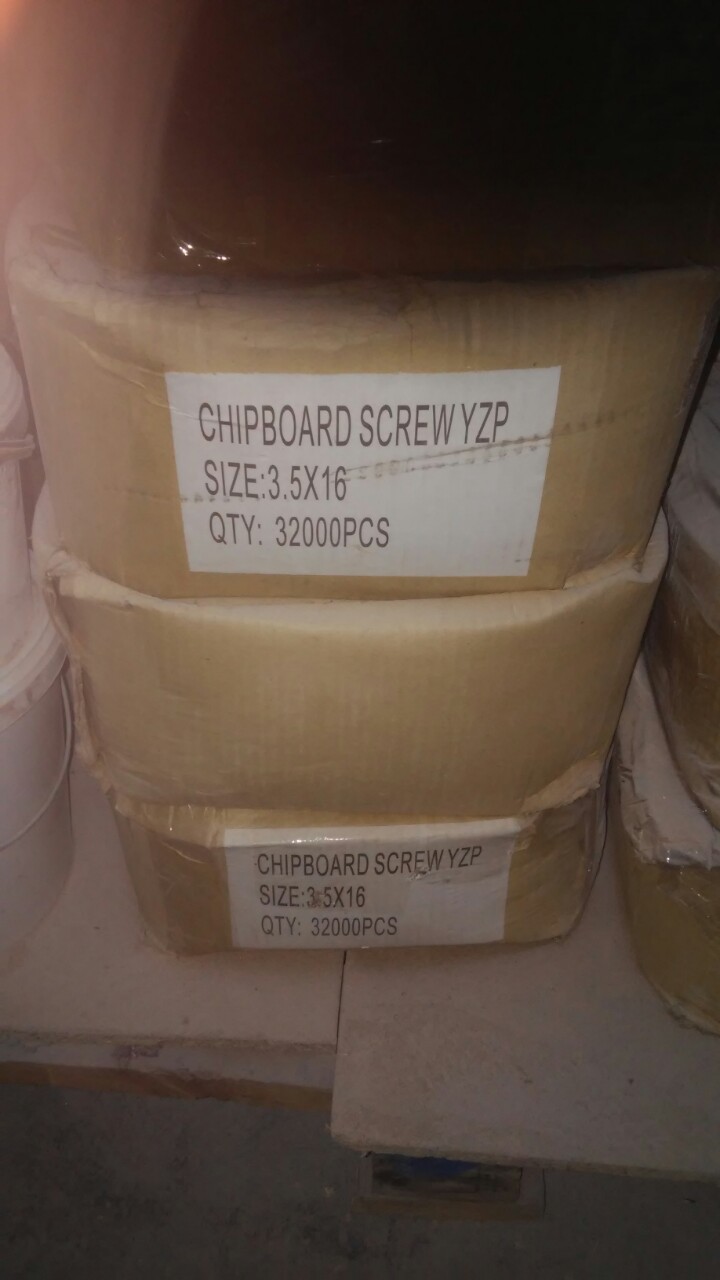 CHIPBOARD SCREW YZP
SIZE:3.5X16
QTY: 32000PCS
CHIPBOARD SCREW YZP
SIZE:3.5X16
QTY: 32000PCS